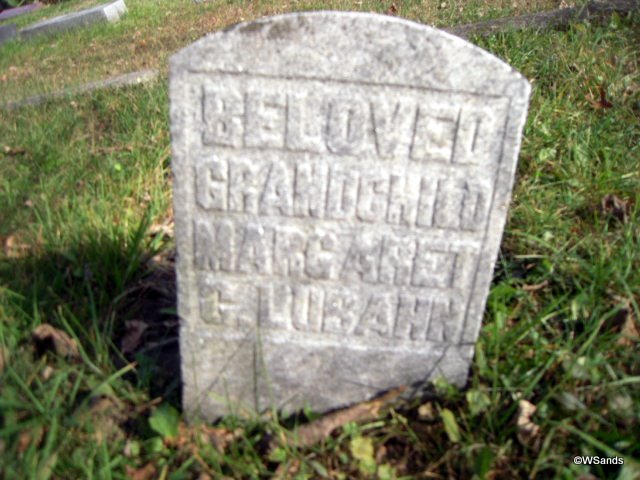 BELOVED
GRANDCHILD
MARGARET
C. LUBAHN
©WSands